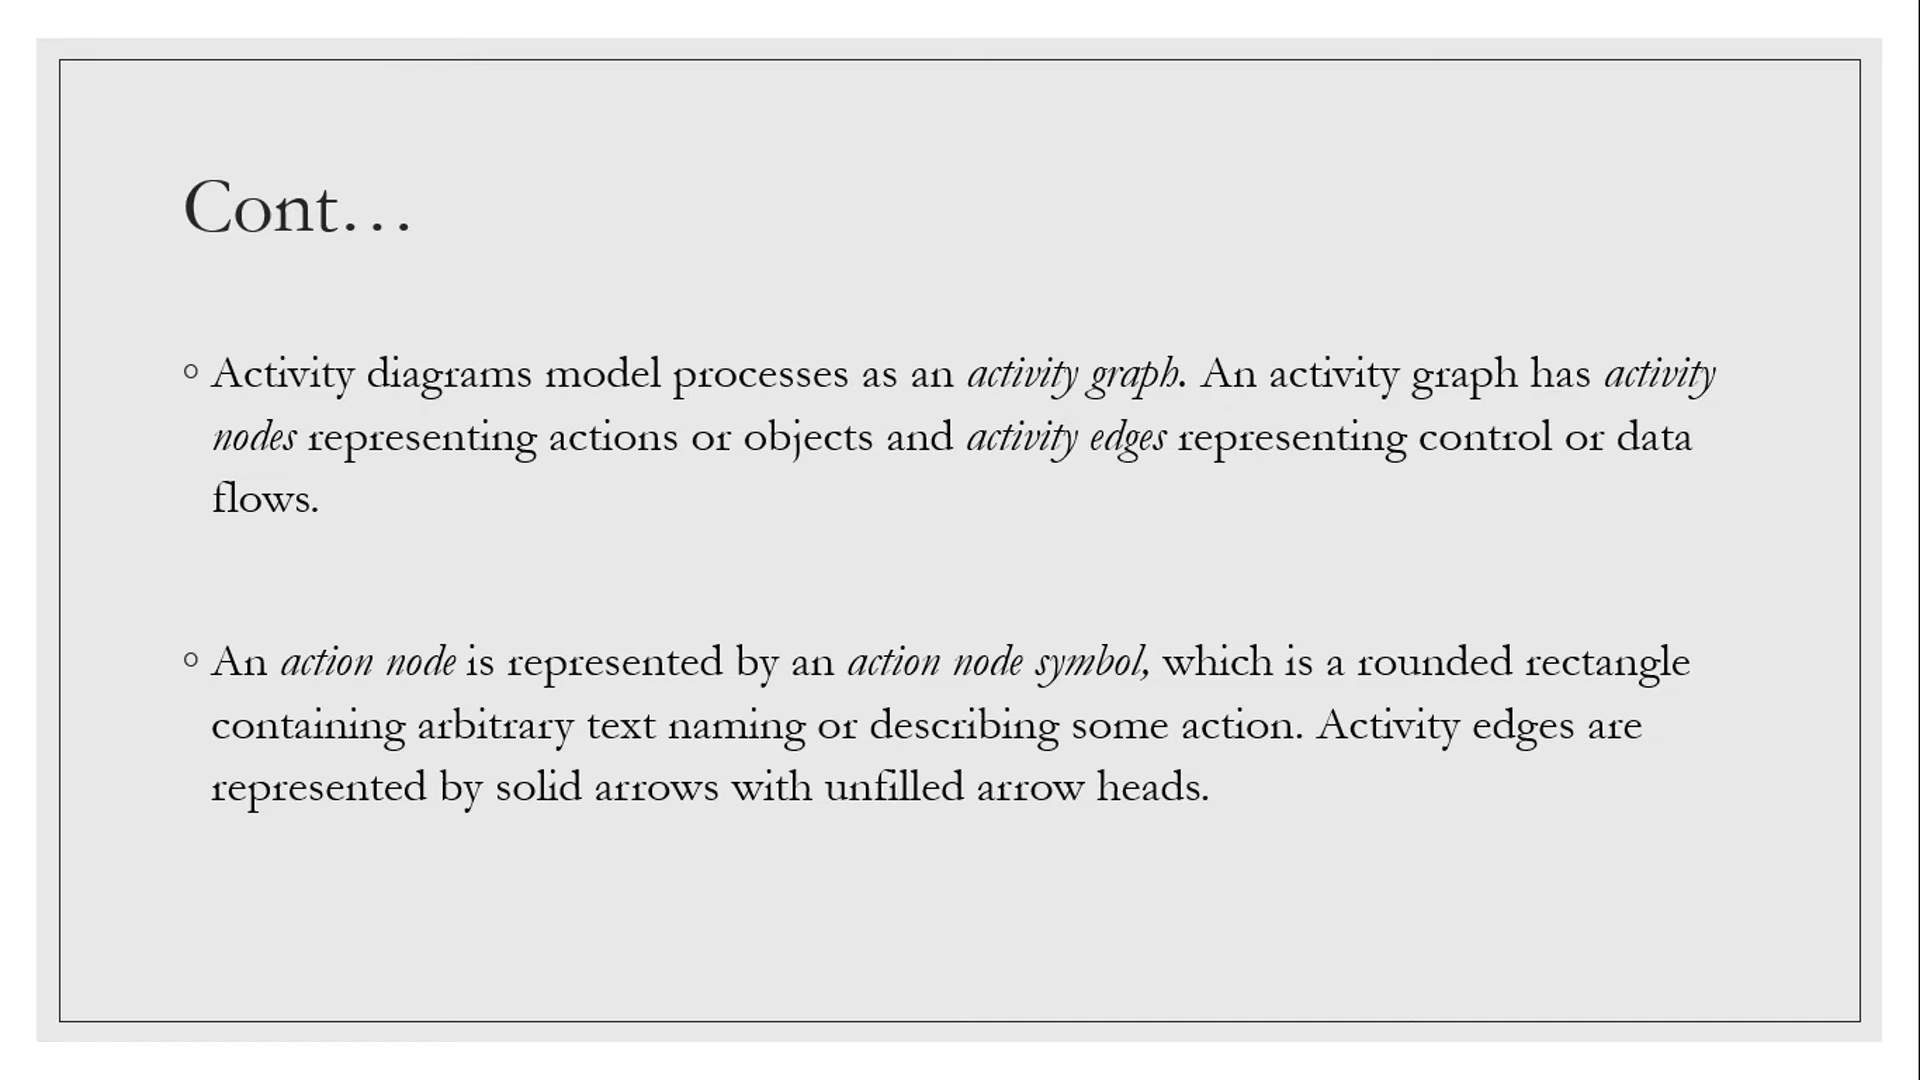 Cont…
◦ Activity diagrams model processes as an activity graph. An activity graph has activity
nodes representing actions or objects and activity edges representing control or data
flows.
◦ An action node is represented by an action node symbol, which is a rounded rectangle
containing arbitrary text naming or describing some action. Activity edges are
represented by solid arrows with unfilled arrow heads.